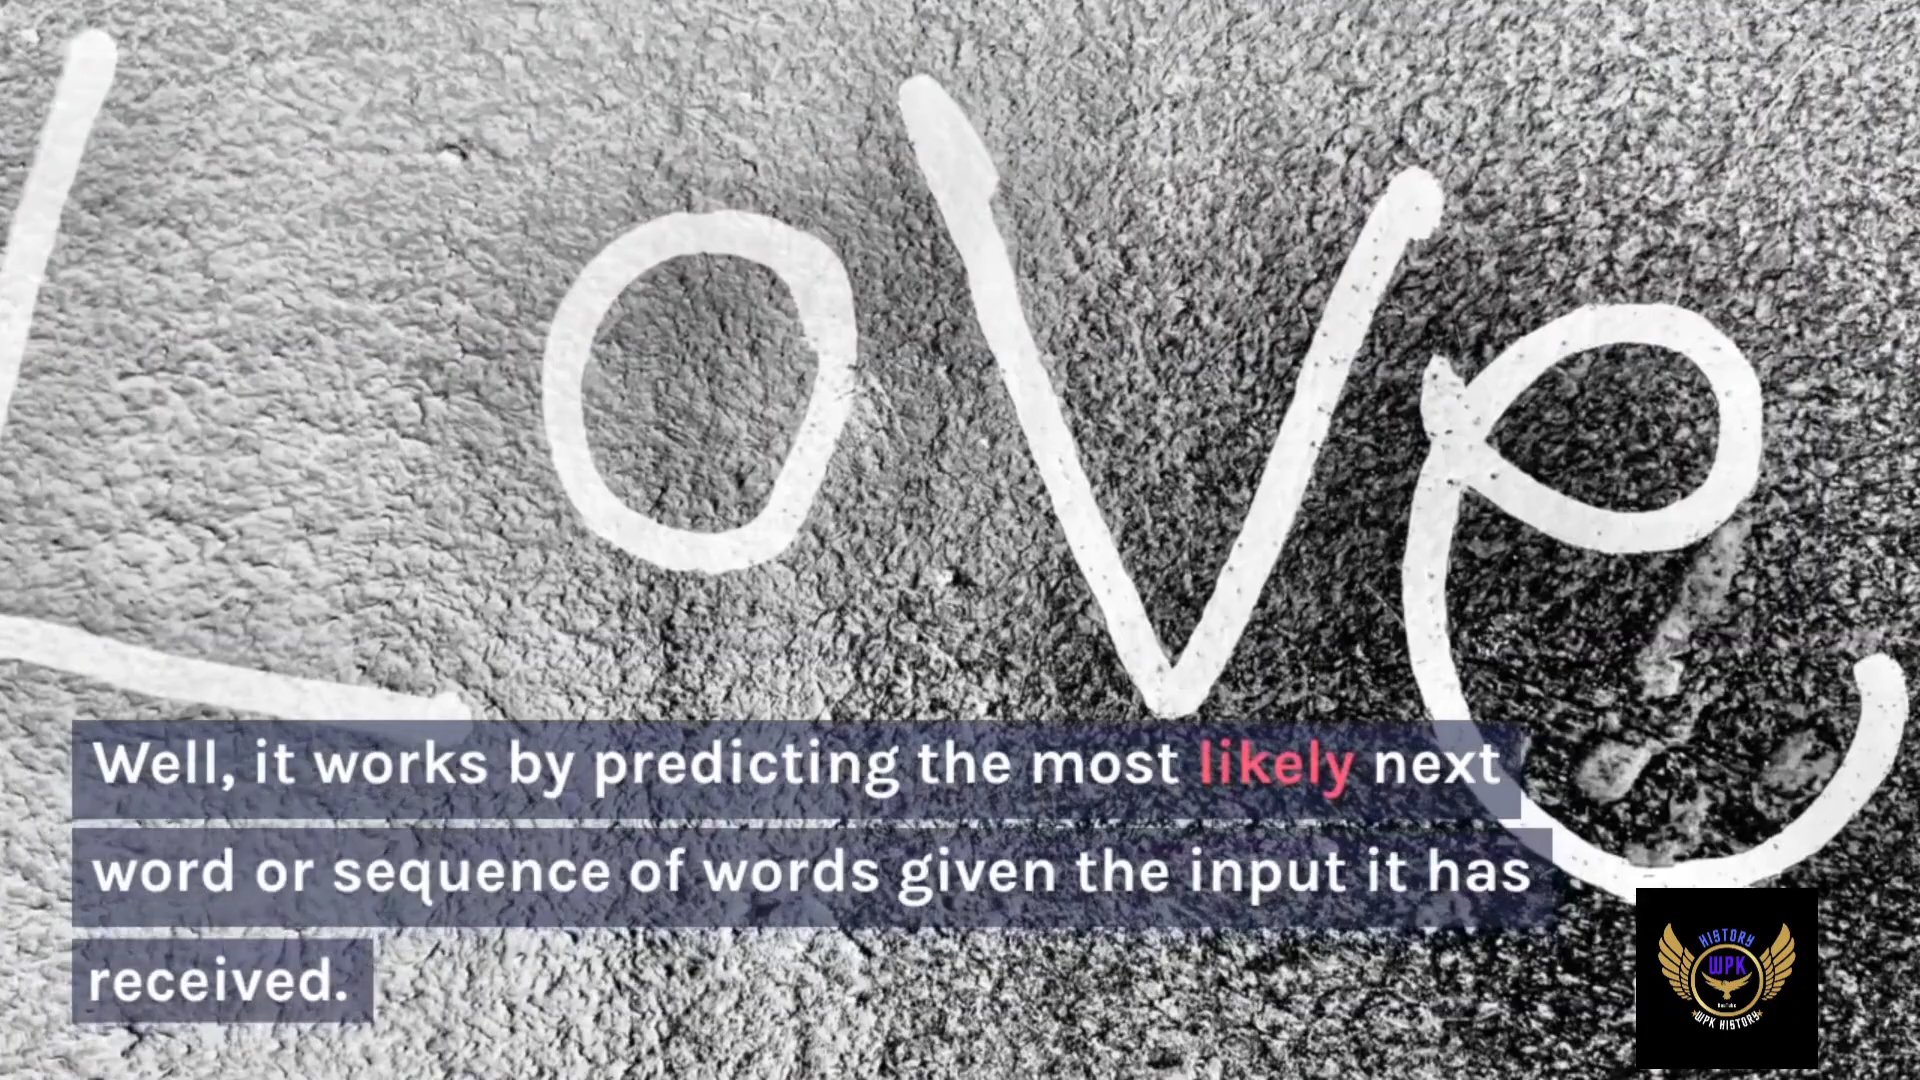 Love
Well, it works by predicting the most likely next
word or sequence of words given the input it has
received.
HISTORY
WPK
YouTube
WPK HISTORY